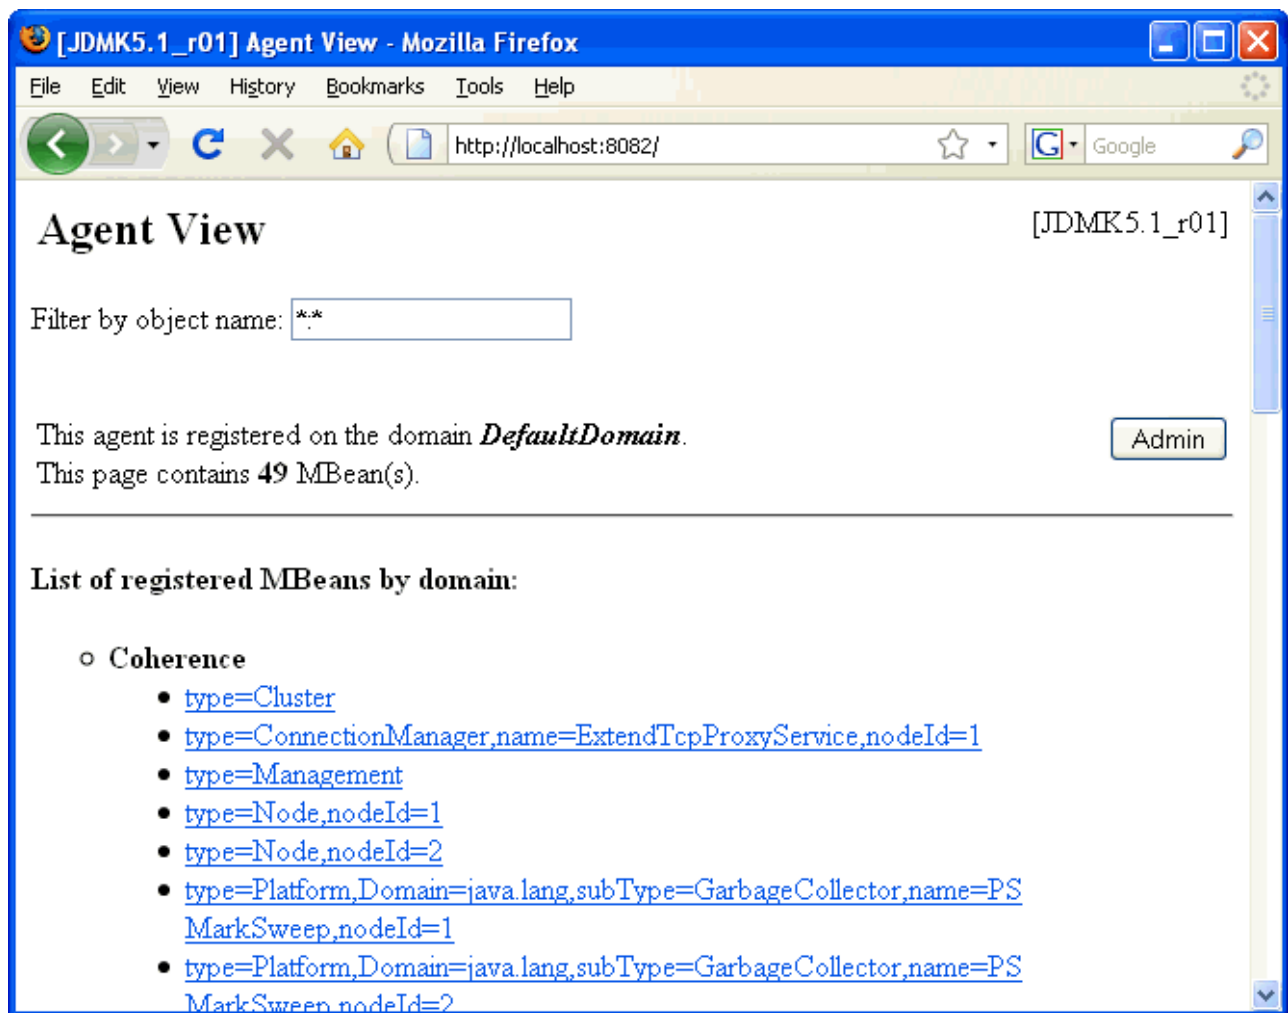 [JDMK5.1_r01] Agent View - Mozilla Firefox
File Edit View History Bookmarks Tools Help
http://localhost:8082/ Google
Agent View [JDMK5.1_r01]
Filter by object name: *:*
This agent is registered on the domain DefaultDomain. Admin
This page contains 49 MBean(s).
List of registered MBeans by domain:
Coherence
type=Cluster
type=ConnectionManager,name=ExtendTcpProxyService,nodeId=1
type=Management
type=Node,nodeId=1
type=Node,nodeId=2
type=Platform,Domain=java.lang,subType=GarbageCollector,name=PS
MarkSweep,nodeId=1
type=Platform,Domain=java.lang,subType=GarbageCollector,name=PS
MarkSweep,nodeId=2